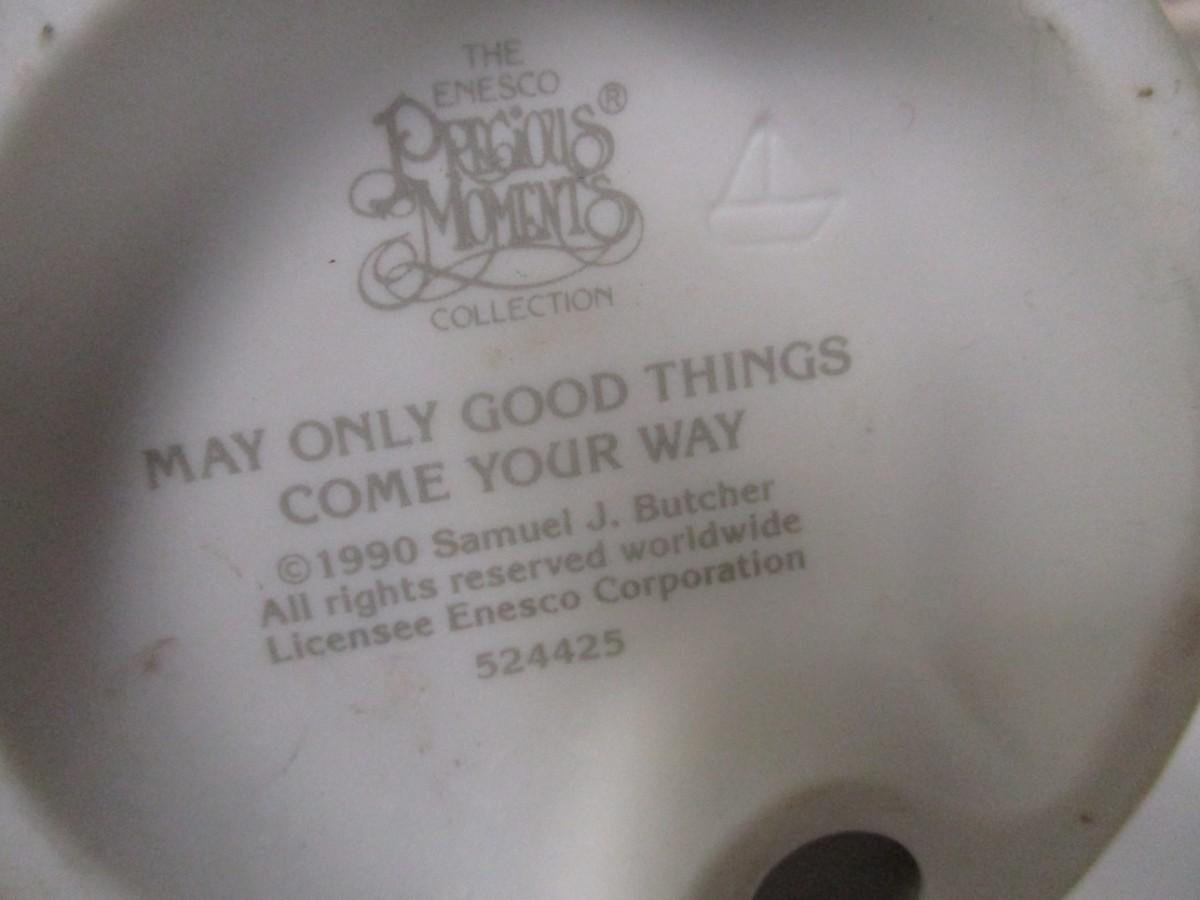 THE
ENESCO
PRECIOUS®
MOMENTS
COLLECTION
MAY ONLY GOOD THINGS
COME YOUR WAY
©1990 Samuel J. Butcher
All rights reserved worldwide
Licensee Enesco Corporation
524425